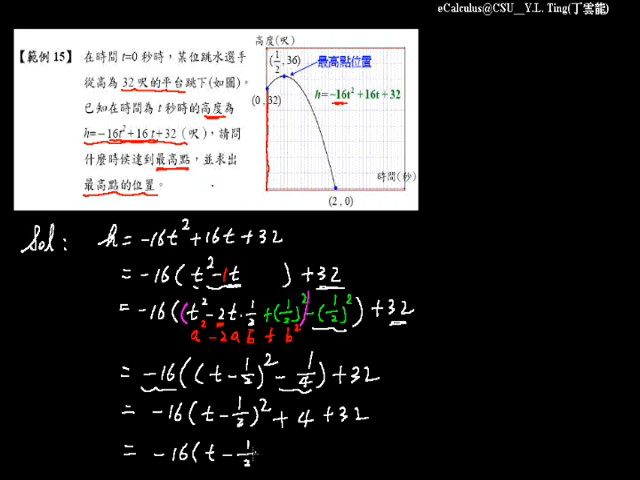 eCalculus@CSU__Y.L. Ting(丁雲龍)
【範例 15】 在時間 t=0 秒時，某位跳水選手
從高為 32 呎的平台跳下(如圖)。
已知在時間為 t 秒時的高度為
h=−16t²+16t+32 (呎)，請問
什麼時候達到最高點，並求出
最高點的位置。
高度(呎)
(1/2, 36)
最高點位置
(0, 32)
h=−16t²+16t+32
時間(秒)
(2, 0)
Sol: h = -16t²+16t+32
= -16( t²-1t ) +32
= -16((t²-2t·1/2+(1/2)²)-(1/2)²) +32
a²-2ab+b²
= -16((t-1/2)²-1/4)+32
= -16(t-1/2)²+4+32
= -16(t-1/2